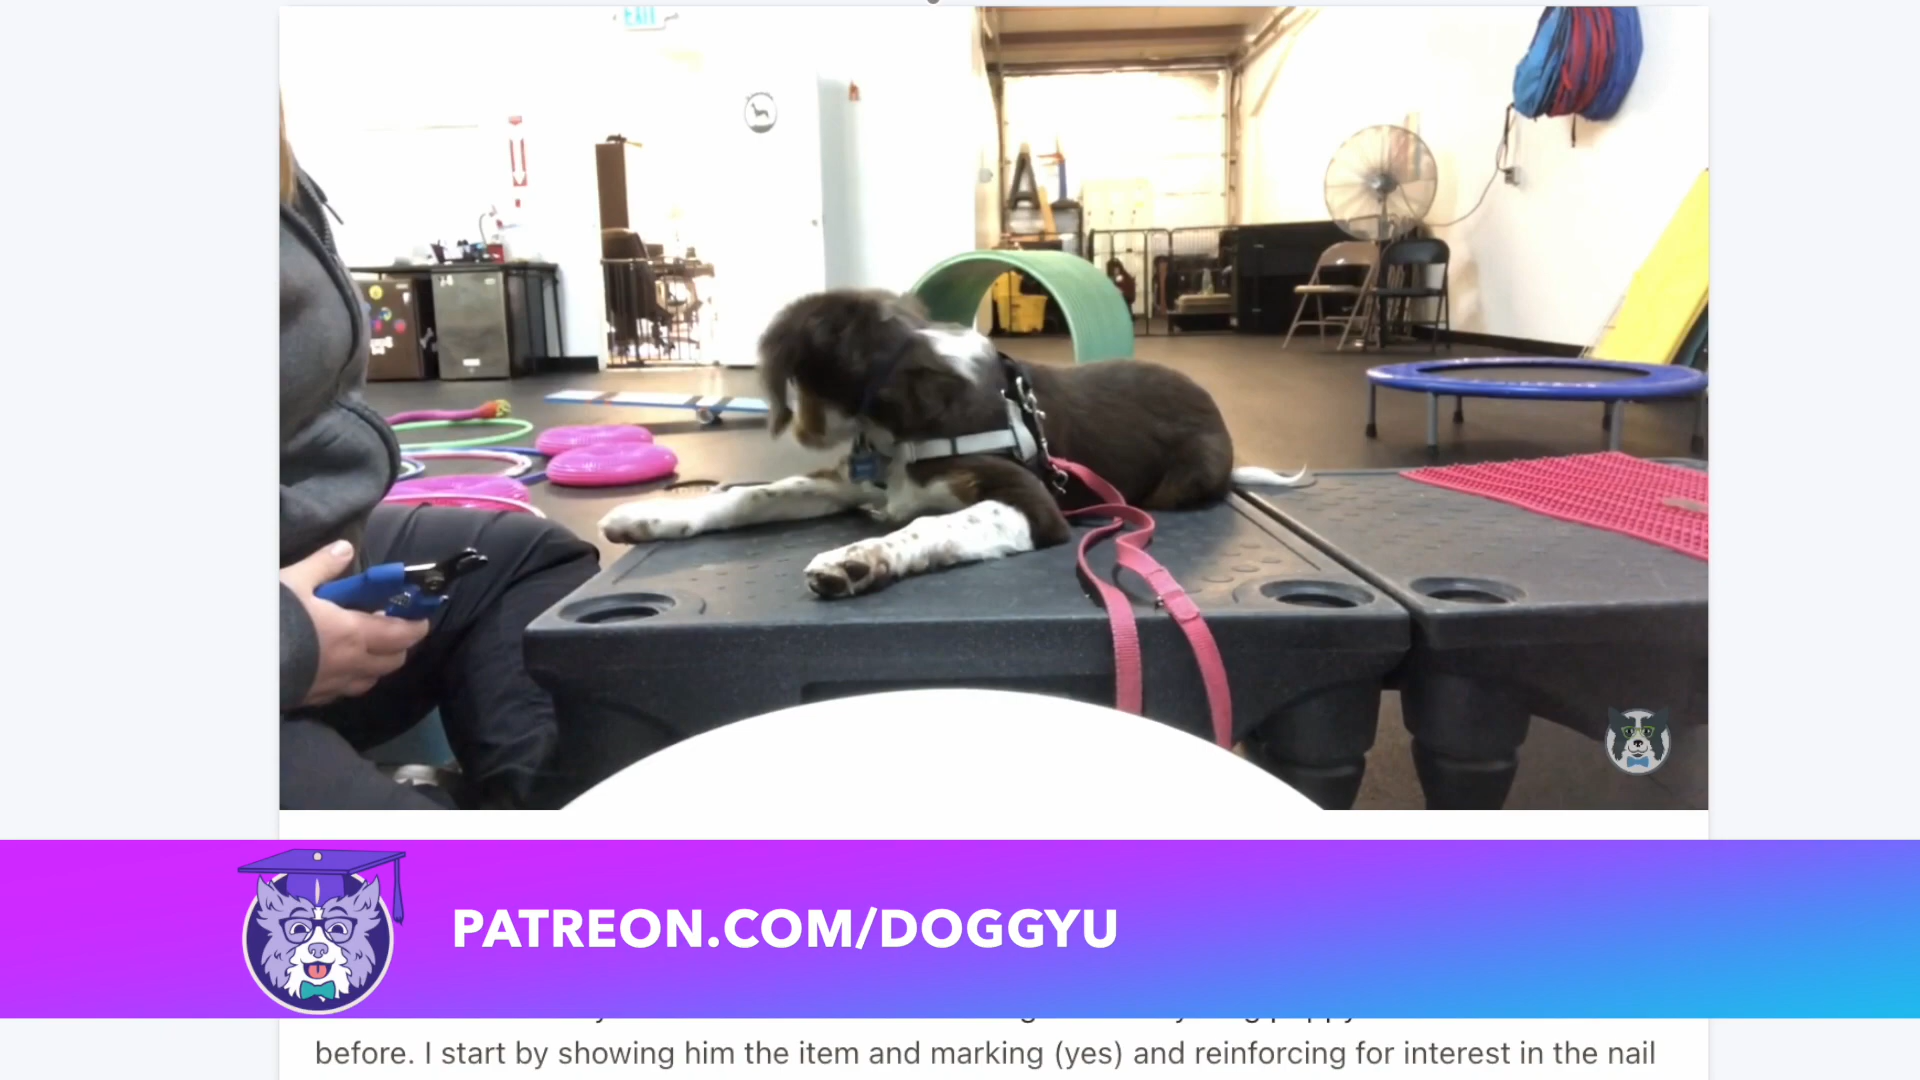 EXIT
PATREON.COM/DOGGYU
before. I start by showing him the item and marking (yes) and reinforcing for interest in the nail